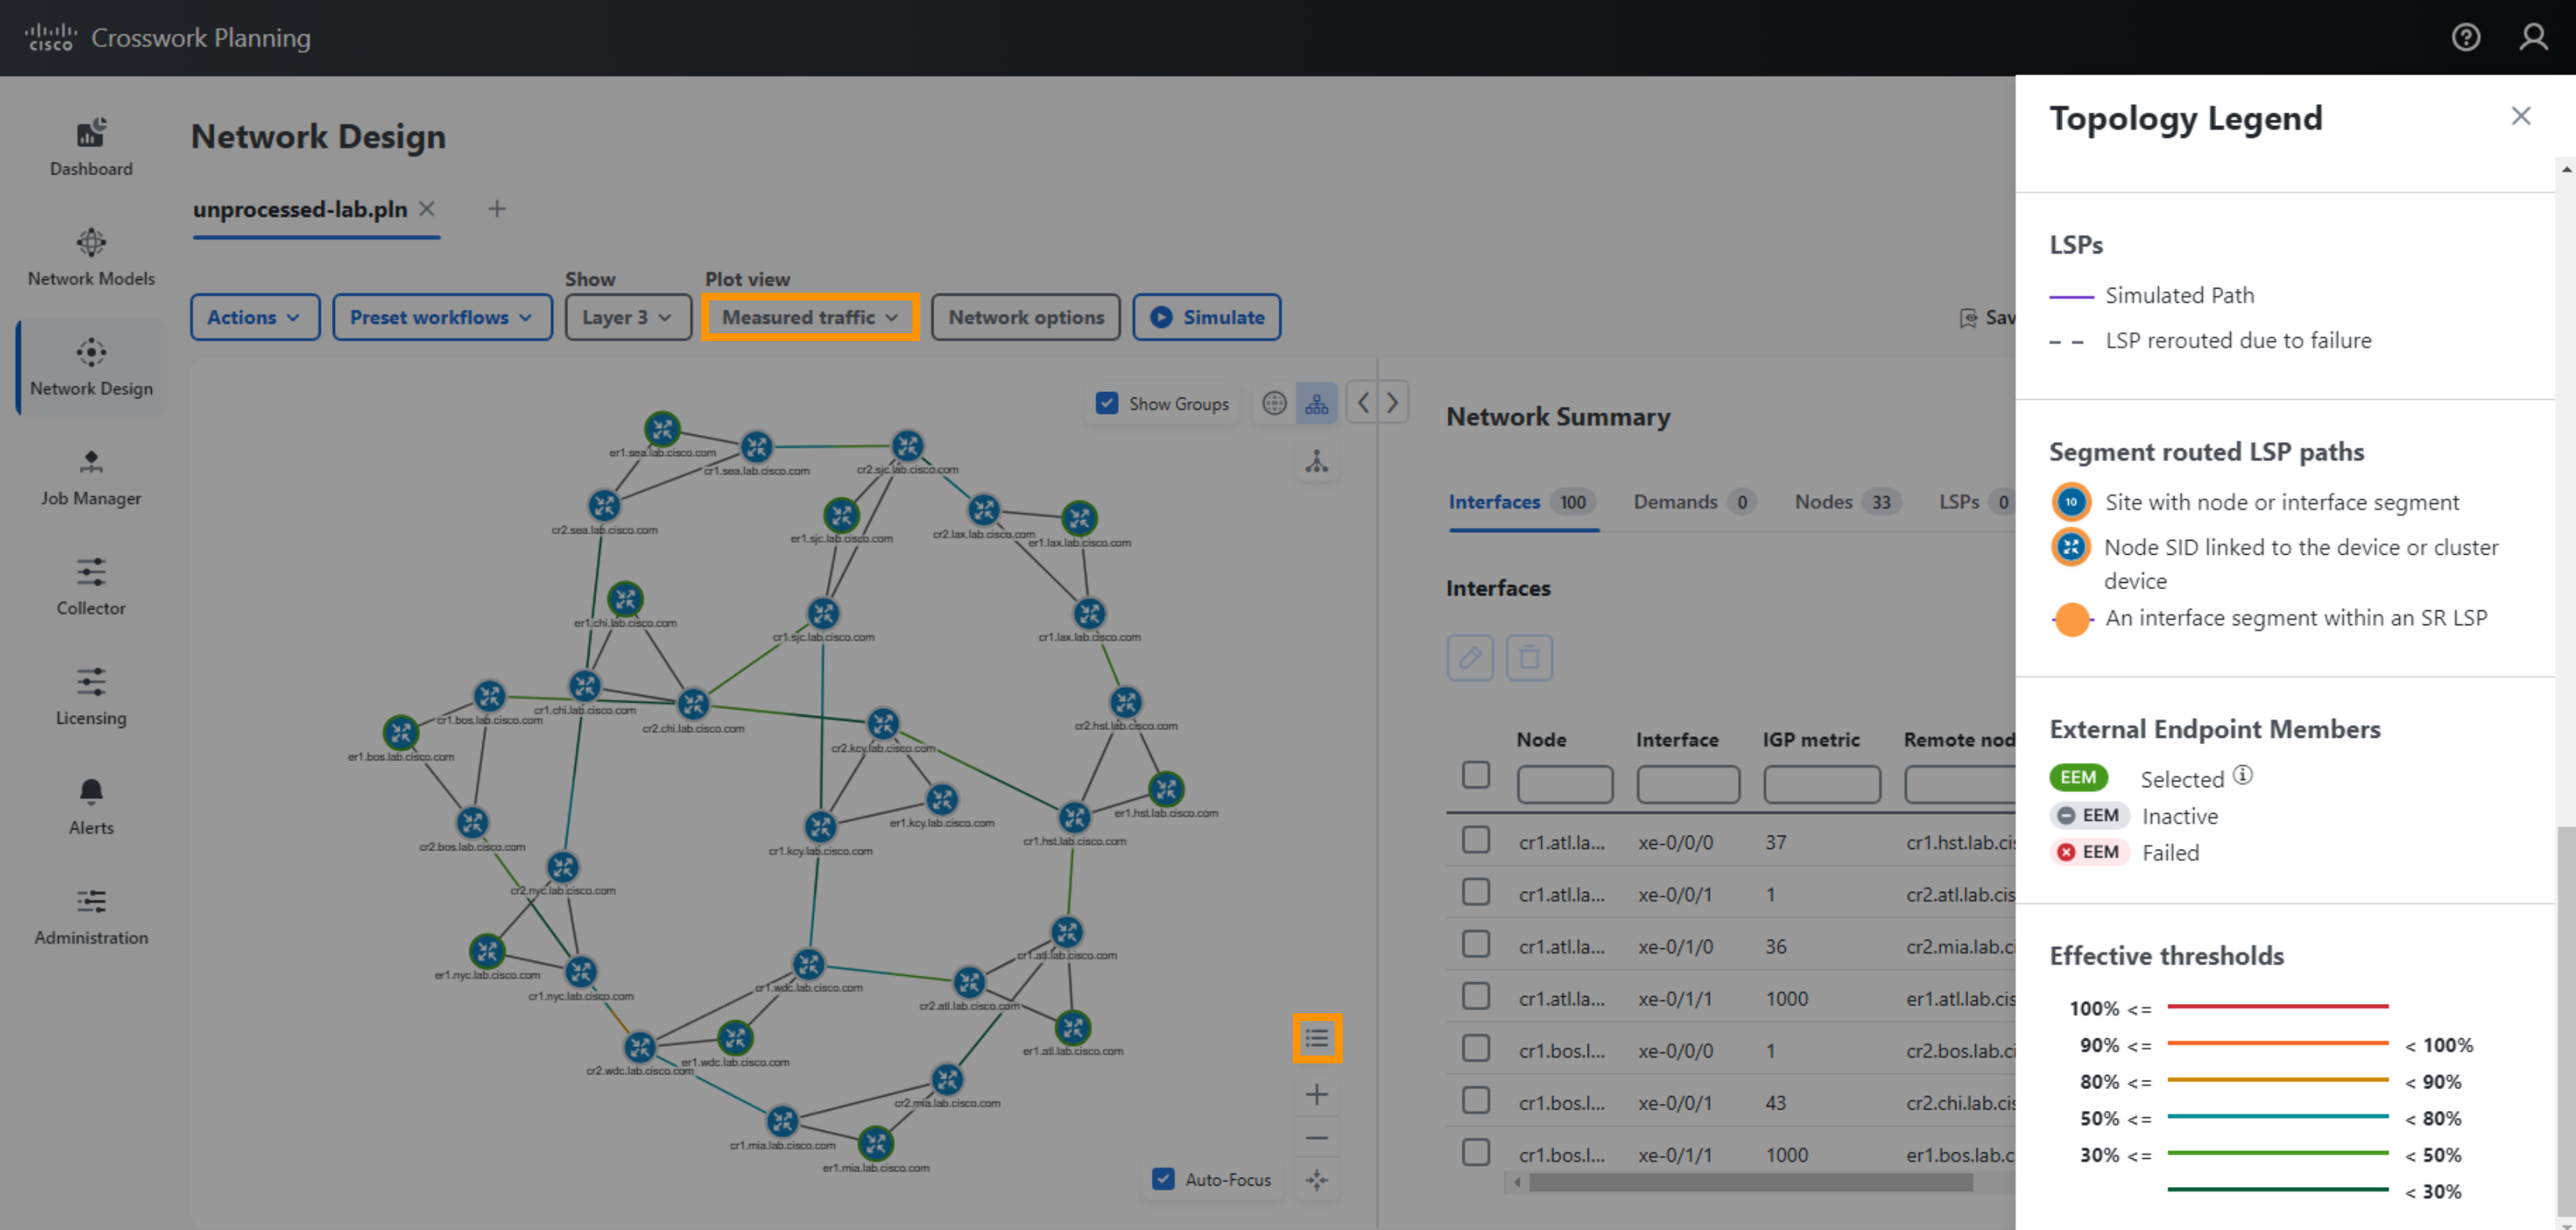 cisco Crosswork Planning
Dashboard
Network Models
Network Design
Job Manager
Collector
Licensing
Alerts
Administration
Network Design
unprocessed-lab.pln
Show
Plot view
Actions
Preset workflows
Layer 3
Measured traffic
Network options
Simulate
Sav
Show Groups
er1.sea.lab.cisco.com
cr1.sea.lab.cisco.com
cr2.sjc.lab.cisco.com
cr2.sea.lab.cisco.com
er1.sjc.lab.cisco.com
cr2.lax.lab.cisco.com
er1.lax.lab.cisco.com
er1.chi.lab.cisco.com
cr1.sjc.lab.cisco.com
cr1.lax.lab.cisco.com
cr1.bos.lab.cisco.com
cr1.chi.lab.cisco.com
cr2.chi.lab.cisco.com
cr2.hst.lab.cisco.com
cr2.kcy.lab.cisco.com
er1.bos.lab.cisco.com
er1.hst.lab.cisco.com
er1.kcy.lab.cisco.com
cr2.bos.lab.cisco.com
cr1.kcy.lab.cisco.com
cr1.hst.lab.cisco.com
cr2.nyc.lab.cisco.com
cr1.atl.lab.cisco.com
er1.nyc.lab.cisco.com
cr1.nyc.lab.cisco.com
cr1.wdc.lab.cisco.com
cr2.atl.lab.cisco.com
er1.atl.lab.cisco.com
er1.wdc.lab.cisco.com
cr2.wdc.lab.cisco.com
cr2.mia.lab.cisco.com
cr1.mia.lab.cisco.com
er1.mia.lab.cisco.com
Auto-Focus
Network Summary
Interfaces 100 Demands 0 Nodes 33 LSPs 0
Interfaces
Node Interface IGP metric Remote nod
cr1.atl.la... xe-0/0/0 37 cr1.hst.lab.cis
cr1.atl.la... xe-0/0/1 1 cr2.atl.lab.cis
cr1.atl.la... xe-0/1/0 36 cr2.mia.lab.ci
cr1.atl.la... xe-0/1/1 1000 er1.atl.lab.cis
cr1.bos.l... xe-0/0/0 1 cr2.bos.lab.ci
cr1.bos.l... xe-0/0/1 43 cr2.chi.lab.cis
cr1.bos.l... xe-0/1/1 1000 er1.bos.lab.c
Topology Legend
LSPs
Simulated Path
LSP rerouted due to failure
Segment routed LSP paths
10 Site with node or interface segment
Node SID linked to the device or cluster
device
An interface segment within an SR LSP
External Endpoint Members
EEM Selected
EEM Inactive
EEM Failed
Effective thresholds
100% <=
90% <= < 100%
80% <= < 90%
50% <= < 80%
30% <= < 50%
< 30%